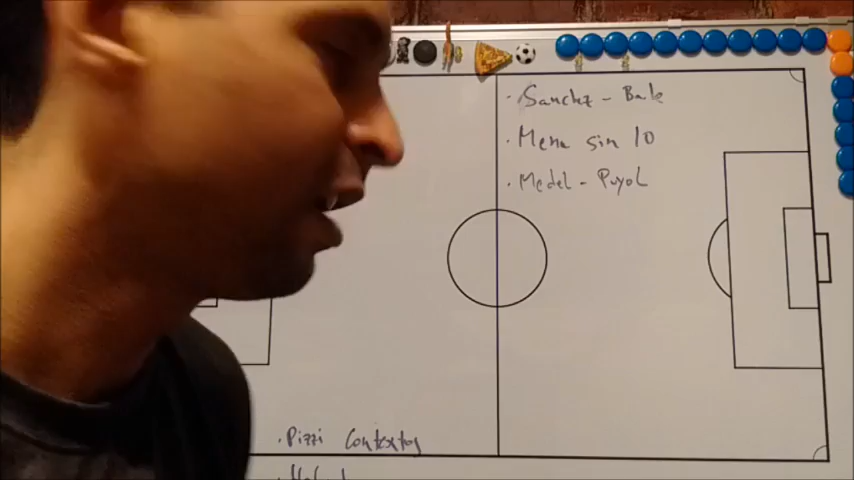 · Sanchez - Bale
· Mena sin 10
· Medel - Puyol
· Pizzi Contextos